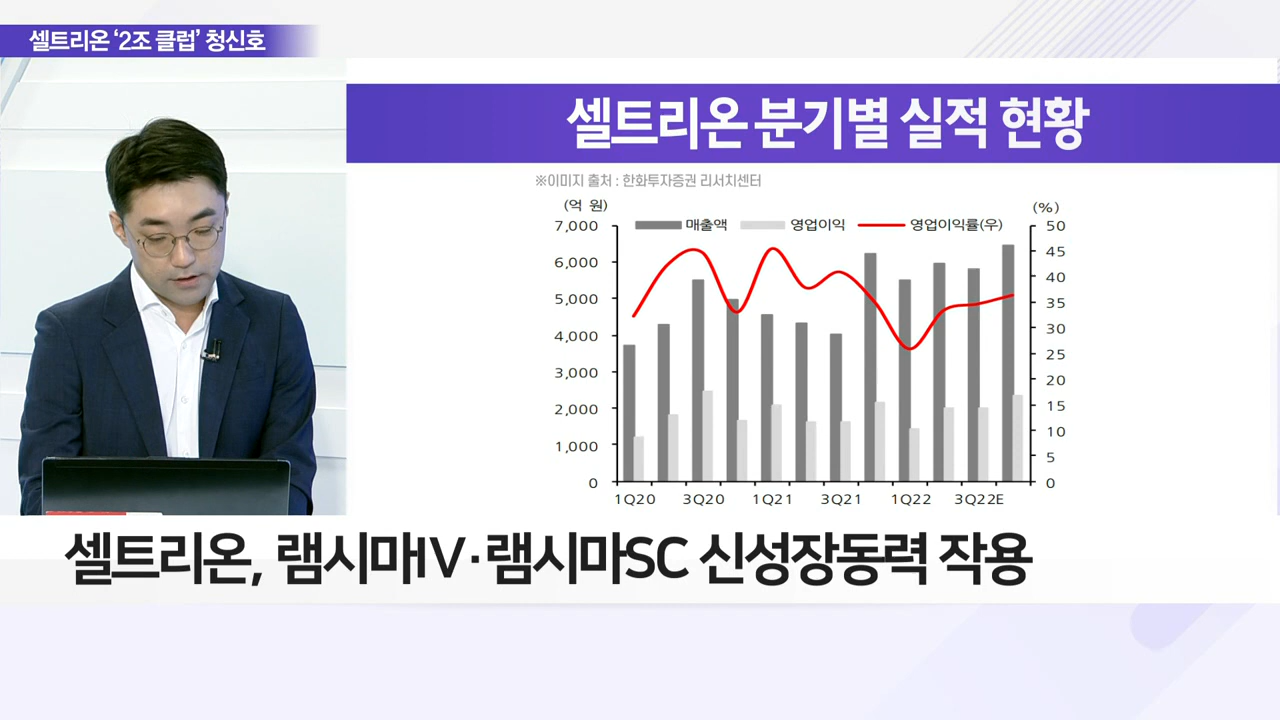 셀트리온 ‘2조 클럽’ 청신호
셀트리온 분기별 실적 현황
※이미지 출처 : 한화투자증권 리서치센터
(억 원)
(%)
매출액 영업이익 영업이익률(우)
7,000
6,000
5,000
4,000
3,000
2,000
1,000
0
50
45
40
35
30
25
20
15
10
5
0
1Q20 3Q20 1Q21 3Q21 1Q22 3Q22E
셀트리온, 램시매IV·램시마SC 신성장동력 작용